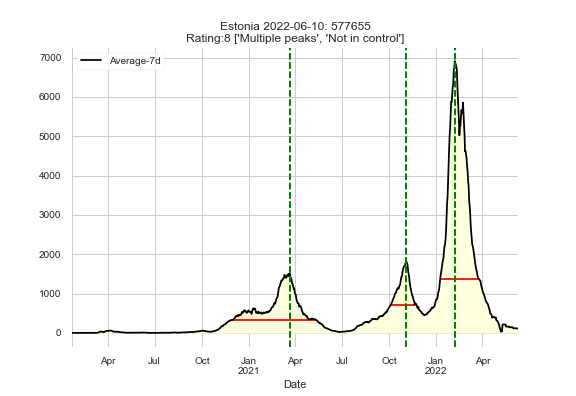 Estonia 2022-06-10: 577655
Rating:8 ['Multiple peaks', 'Not in control']
Average-7d
7000
6000
5000
4000
3000
2000
1000
0
Apr Jul Oct Jan Apr Jul Oct Jan Apr
2021 2022
Date